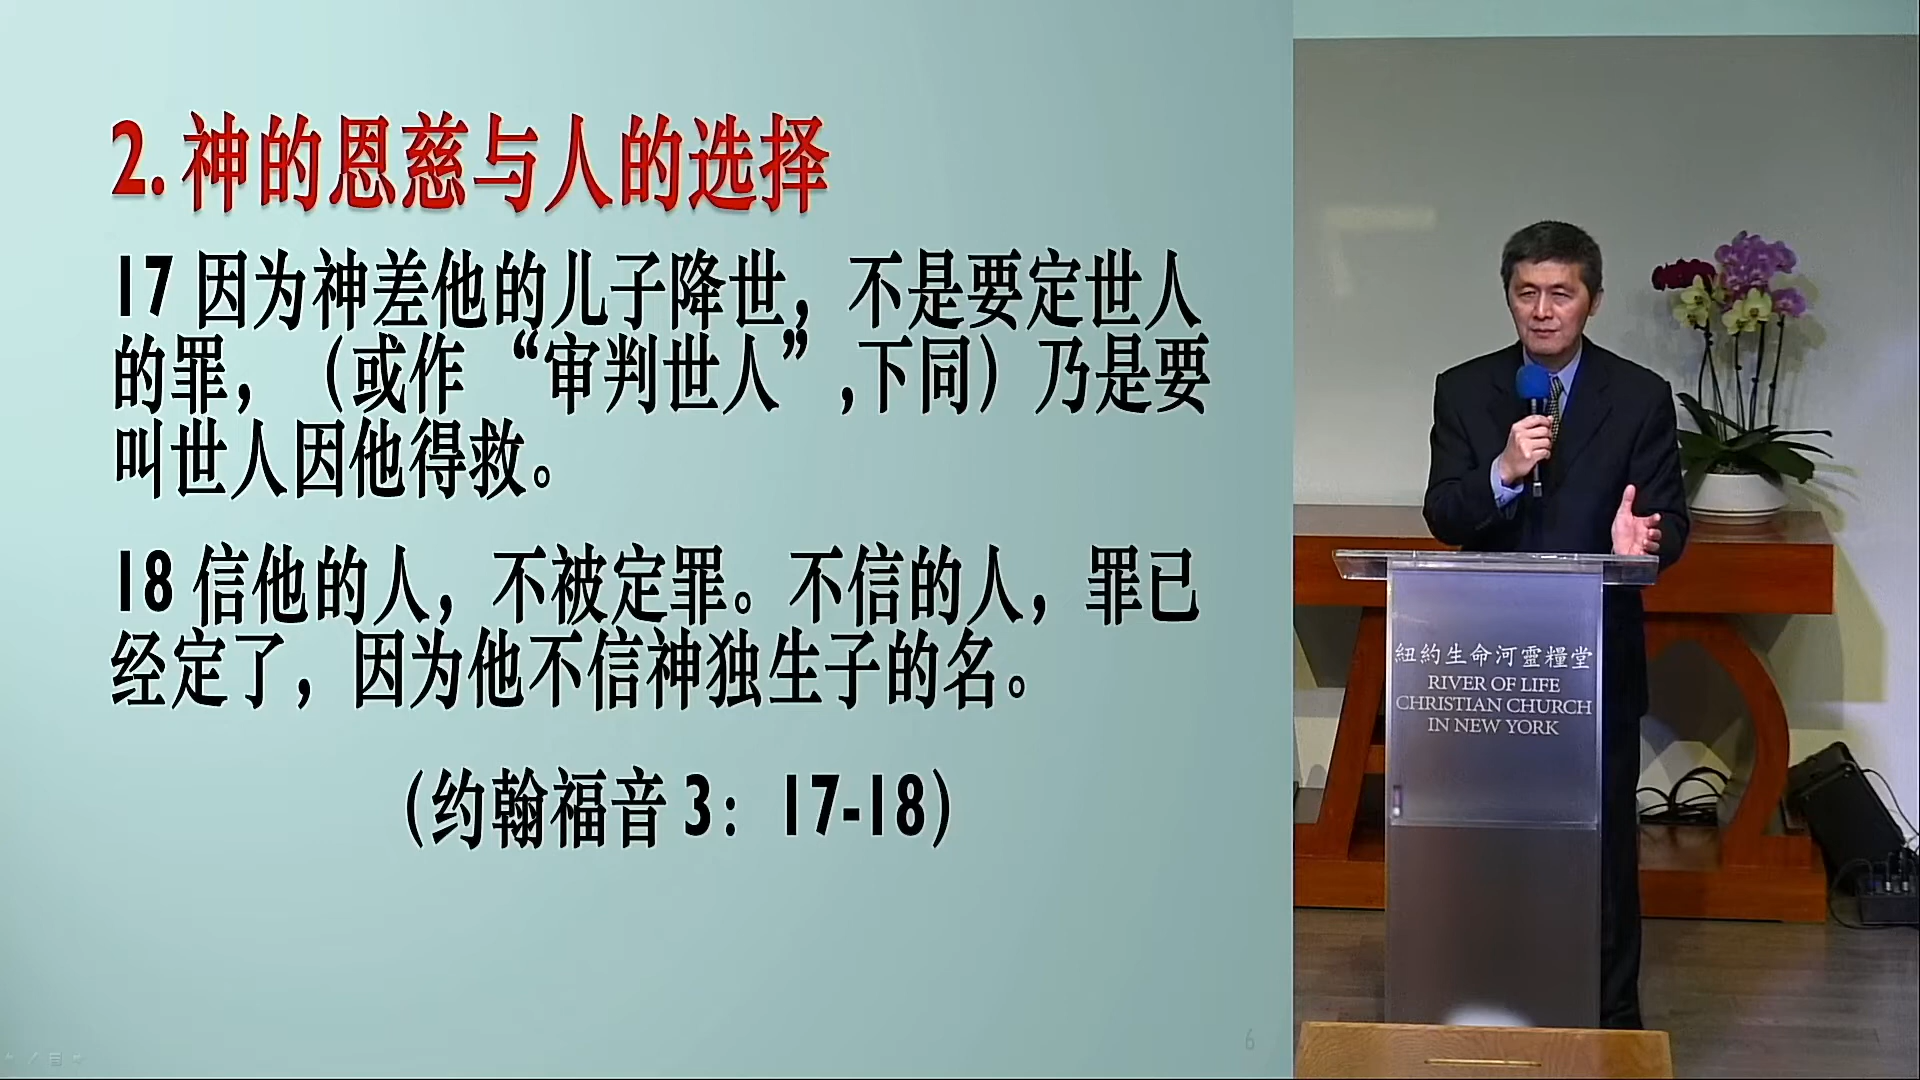 2. 神的恩慈与人的选择
17 因为神差他的儿子降世，不是要定世人
的罪，（或作 “审判世人” ,下同）乃是要
叫世人因他得救。
18 信他的人，不被定罪。不信的人，罪已
经定了，因为他不信神独生子的名。
（约翰福音 3：17-18）
6
紐約生命河靈糧堂
RIVER OF LIFE
CHRISTIAN CHURCH
IN NEW YORK